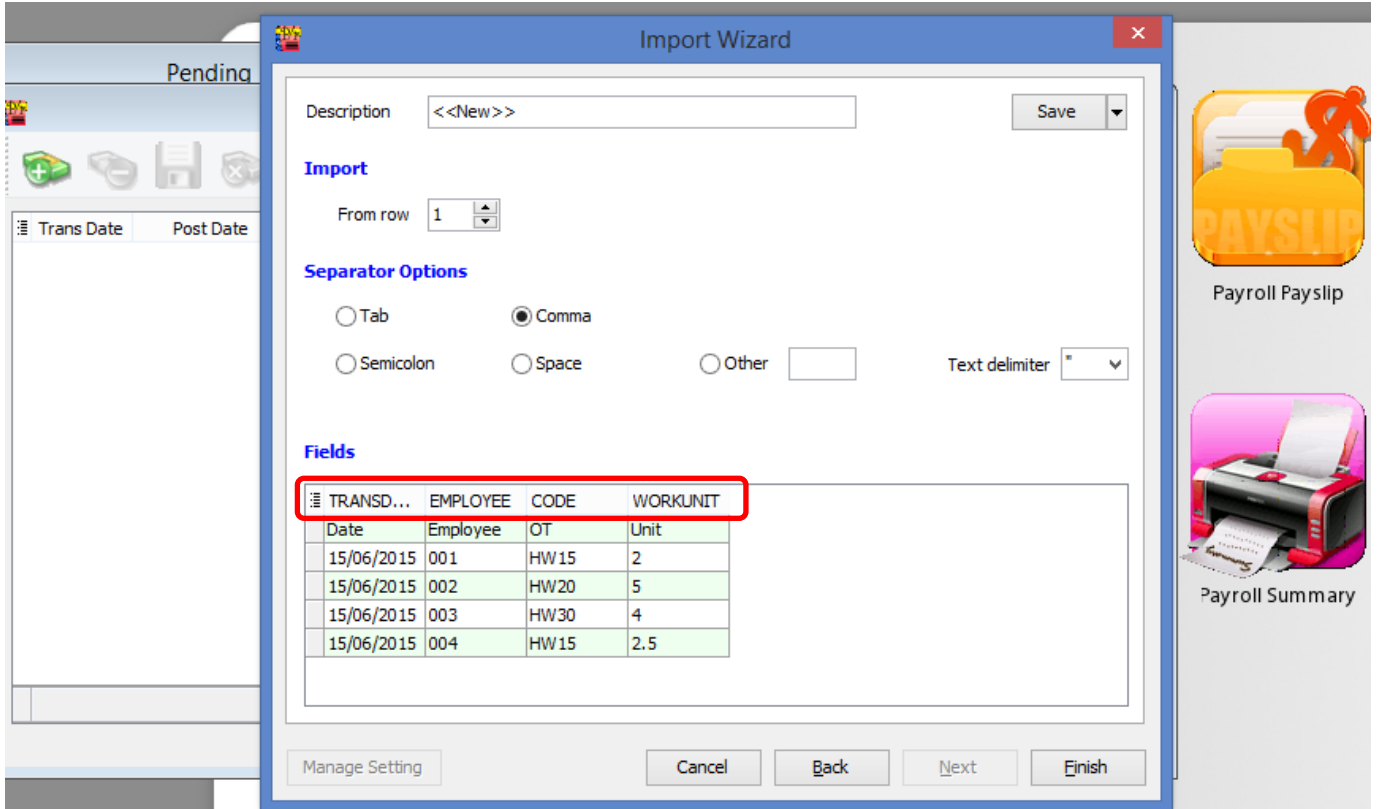 Import Wizard
Pending
Description <<New>> Save
Import
From row 1
Trans Date Post Date
Separator Options
Tab Comma
Semicolon Space Other Text delimiter "
Fields
TRANSD... EMPLOYEE CODE WORKUNIT
Date Employee OT Unit
15/06/2015 001 HW15 2
15/06/2015 002 HW20 5
15/06/2015 003 HW30 4
15/06/2015 004 HW15 2.5
Manage Setting Cancel Back Next Finish
PAYSLIP
Payroll Payslip
Summary
Payroll Summary